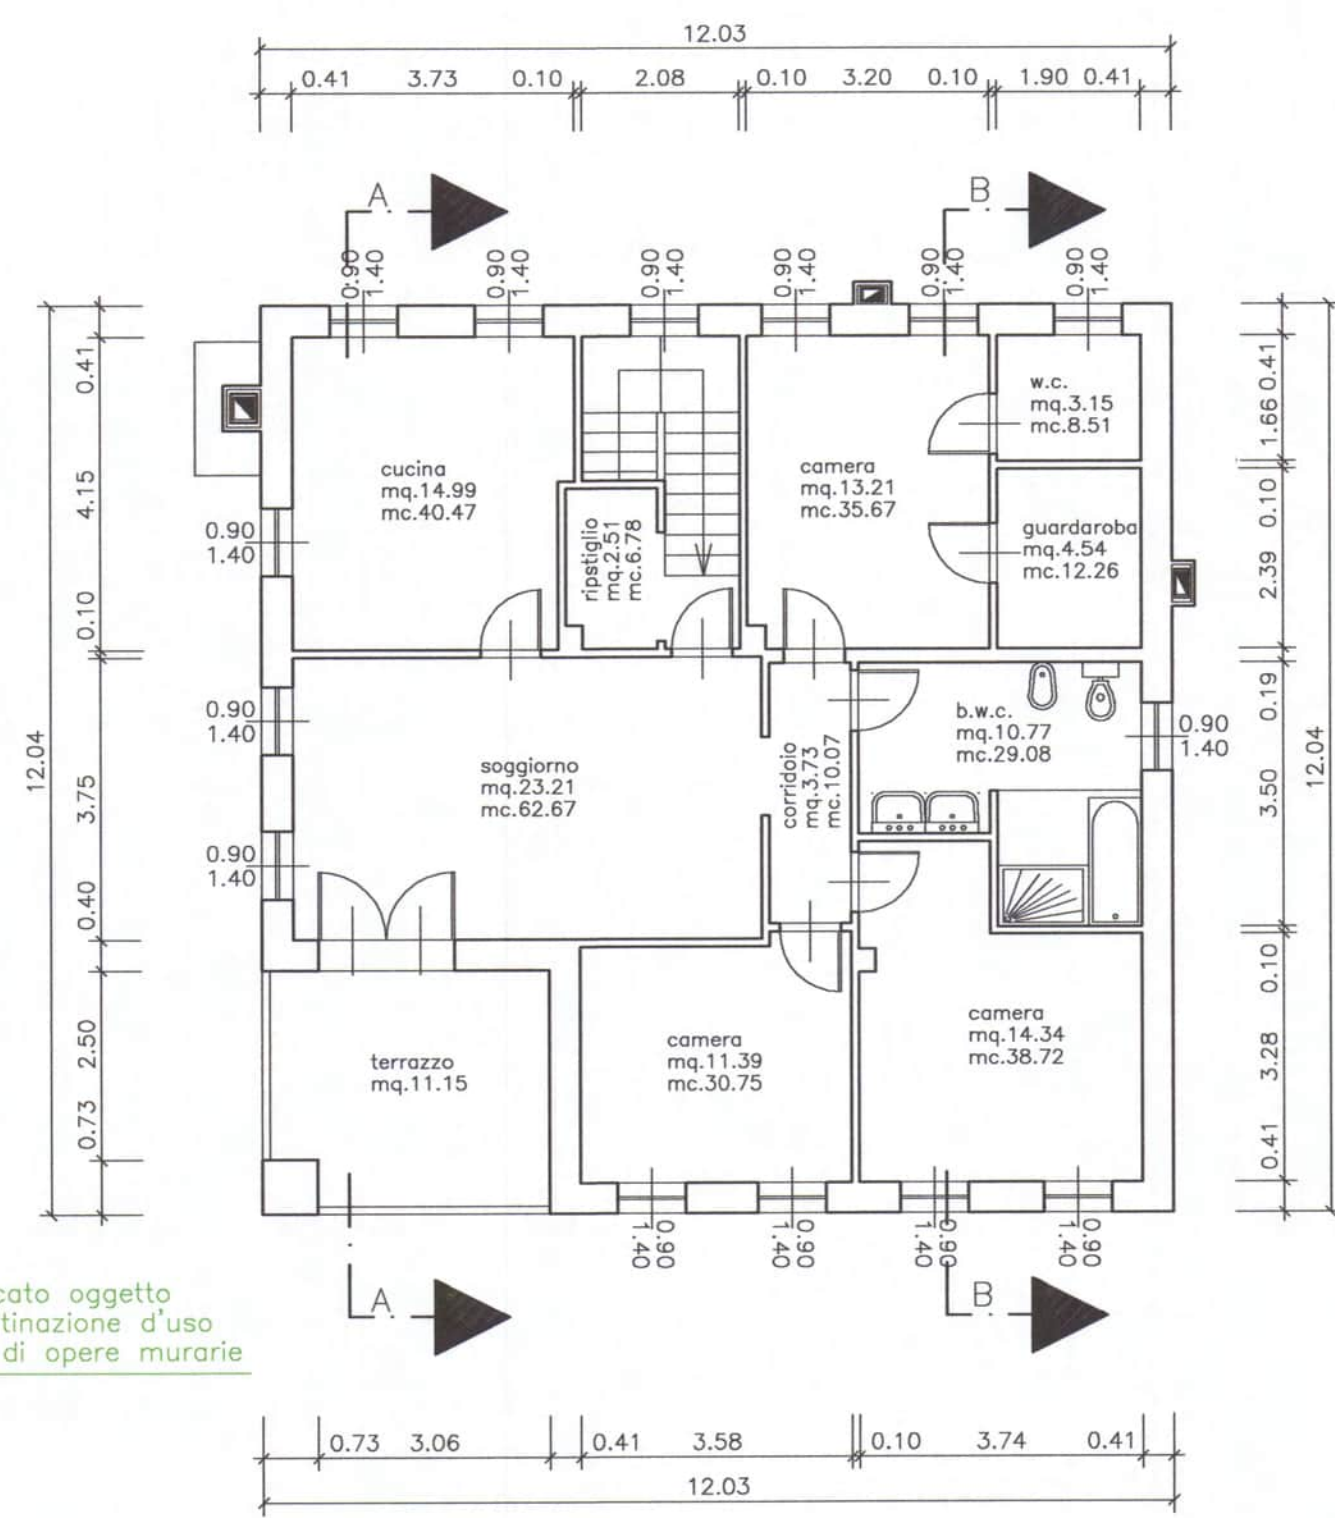 12.03
0.41 3.73 0.10 2.08 0.10 3.20 0.10 1.90 0.41
A
B
0.90
1.40
0.90
1.40
0.90
1.40
0.90
1.40
0.90
1.40
0.90
1.40
12.04
0.41
4.15
0.10
3.75
0.40
2.50
0.73
0.90
1.40
0.90
1.40
0.90
1.40
cucina
mq.14.99
mc.40.47
ripstiglio
mq.2.51
mc.6.78
camera
mq.13.21
mc.35.67
w.c.
mq.3.15
mc.8.51
guardaroba
mq.4.54
mc.12.26
soggiorno
mq.23.21
mc.62.67
corridoio
mq.3.73
mc.10.07
b.w.c.
mq.10.77
mc.29.08
0.90
1.40
terrazzo
mq.11.15
camera
mq.11.39
mc.30.75
camera
mq.14.34
mc.38.72
0.41
1.66
0.10
2.39
0.19
3.50
0.10
3.28
0.41
12.04
0.90
1.40
0.90
1.40
0.90
1.40
0.90
1.40
A
B
cato oggetto
tinazione d'uso
di opere murarie
0.73 3.06 0.41 3.58 0.10 3.74 0.41
12.03